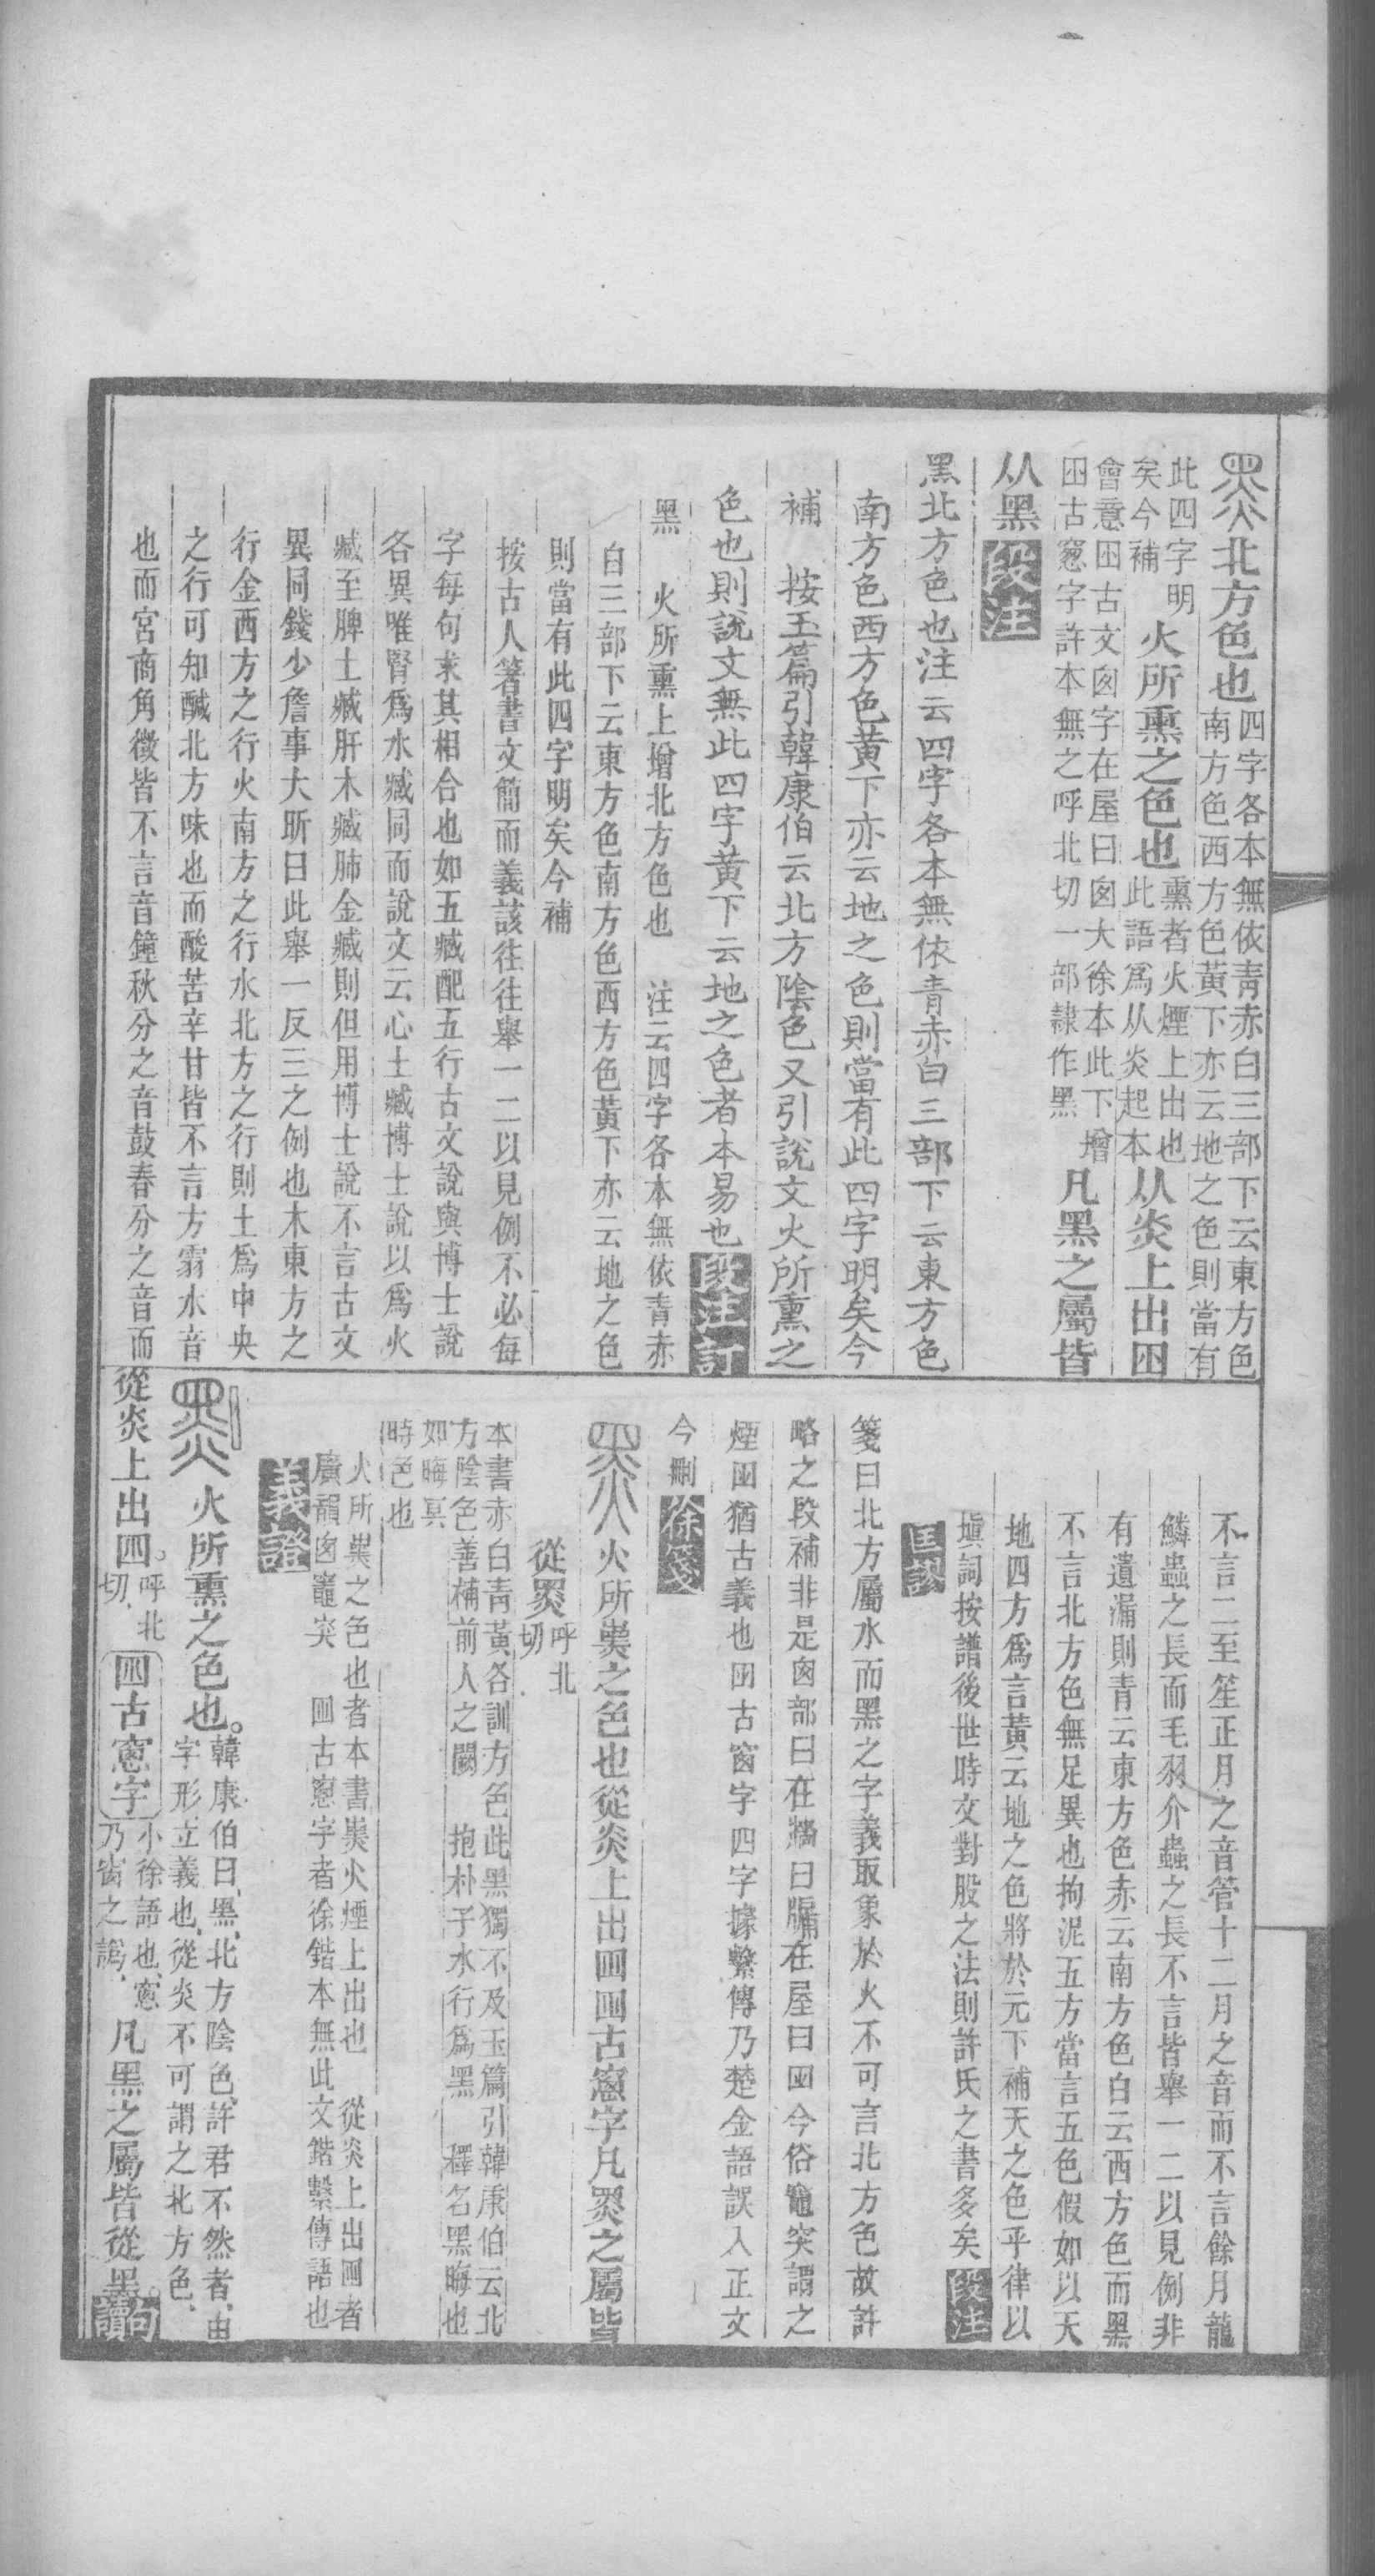 黑北方色也四字各本無依青赤白三部下云東方色
南方色西方色黃下亦云地之色則當有
此四字明
矣今補火所熏之色也熏者火煙上出也
此語爲从炎起本从炎上出囪
會意囪古文囱字在屋曰囱大徐本此下增
囪古窻字許本無之呼北切一部隷作黑凡黑之屬皆
从黑段注
黑北方色也注云四字各本無依青赤白三部下云東方色
南方色西方色黃下亦云地之色則當有此四字明矣今
補　按玉篇引韓康伯云北方陰色又引說文火所熏之
色也則說文無此四字黃下云地之色者本易也段注訂
黑　火所熏上增北方色也　注云四字各本無依青赤
白三部下云東方色南方色西方色黃下亦云地之色
則當有此四字明矣今補
按古人著書文簡而義該往往舉一二以見例不必每
字每句求其相合也如五臧配五行古文說與博士說
各異唯腎爲水臧同而說文云心土臧博士說以爲火
臧至脾土臧肝木臧肺金臧則但用博士說不言古文
異同錢少詹事大昕曰此舉一反三之例也木東方之
行金西方之行火南方之行水北方之行則土爲中央
之行可知鹹北方味也而酸苦辛甘皆不言方霸水音
也而宮商角徵皆不言音鐘秋分之音鼓春分之音而
不言二至笙正月之音管十二月之音而不言餘月龍
鱗蟲之長而毛羽介蟲之長不言皆舉一二以見例非
有遺漏則青云東方色赤云南方色白云西方色而黑
不言北方色無足異也拘泥五方當言五色假如以天
地四方爲言黃云地之色將於元下補天之色乎律以
塡詞按譜後世時文對股之法則許氏之書多矣段注
匡謬
箋曰北方屬水而黑之字義取象於火不可言北方色故許
略之段補非是囱部曰在牆曰牖在屋曰囱今俗竈突謂之
煙囱猶古義也囱古窗字四字據繫傳乃楚金語誤入正文
今刪徐箋
黑火所熏之色也從炎上出囪囪古窻字凡黑之屬皆
從黑呼北
切
本書赤白青黃各訓方色此黑獨不及玉篇引韓康伯云北
方陰色善補前人之闕　抱朴子水行爲黑　釋名黑晦也
如晦冥
時色也
火所熏之色也者本書熏火煙上出也　從炎上出囪者
廣韻囱竈突　囪古窻字者徐鍇本無此文鍇繫傳語也
義證
黑火所熏之色也。韓康伯曰、黑、北方陰色、許君不然者、由
字形立義也、從炎不可謂之北方色、
從炎上出囪。呼北
切、囪古窻字小徐語也、窻
乃窗之譌、凡黑之屬皆從黑。句讀